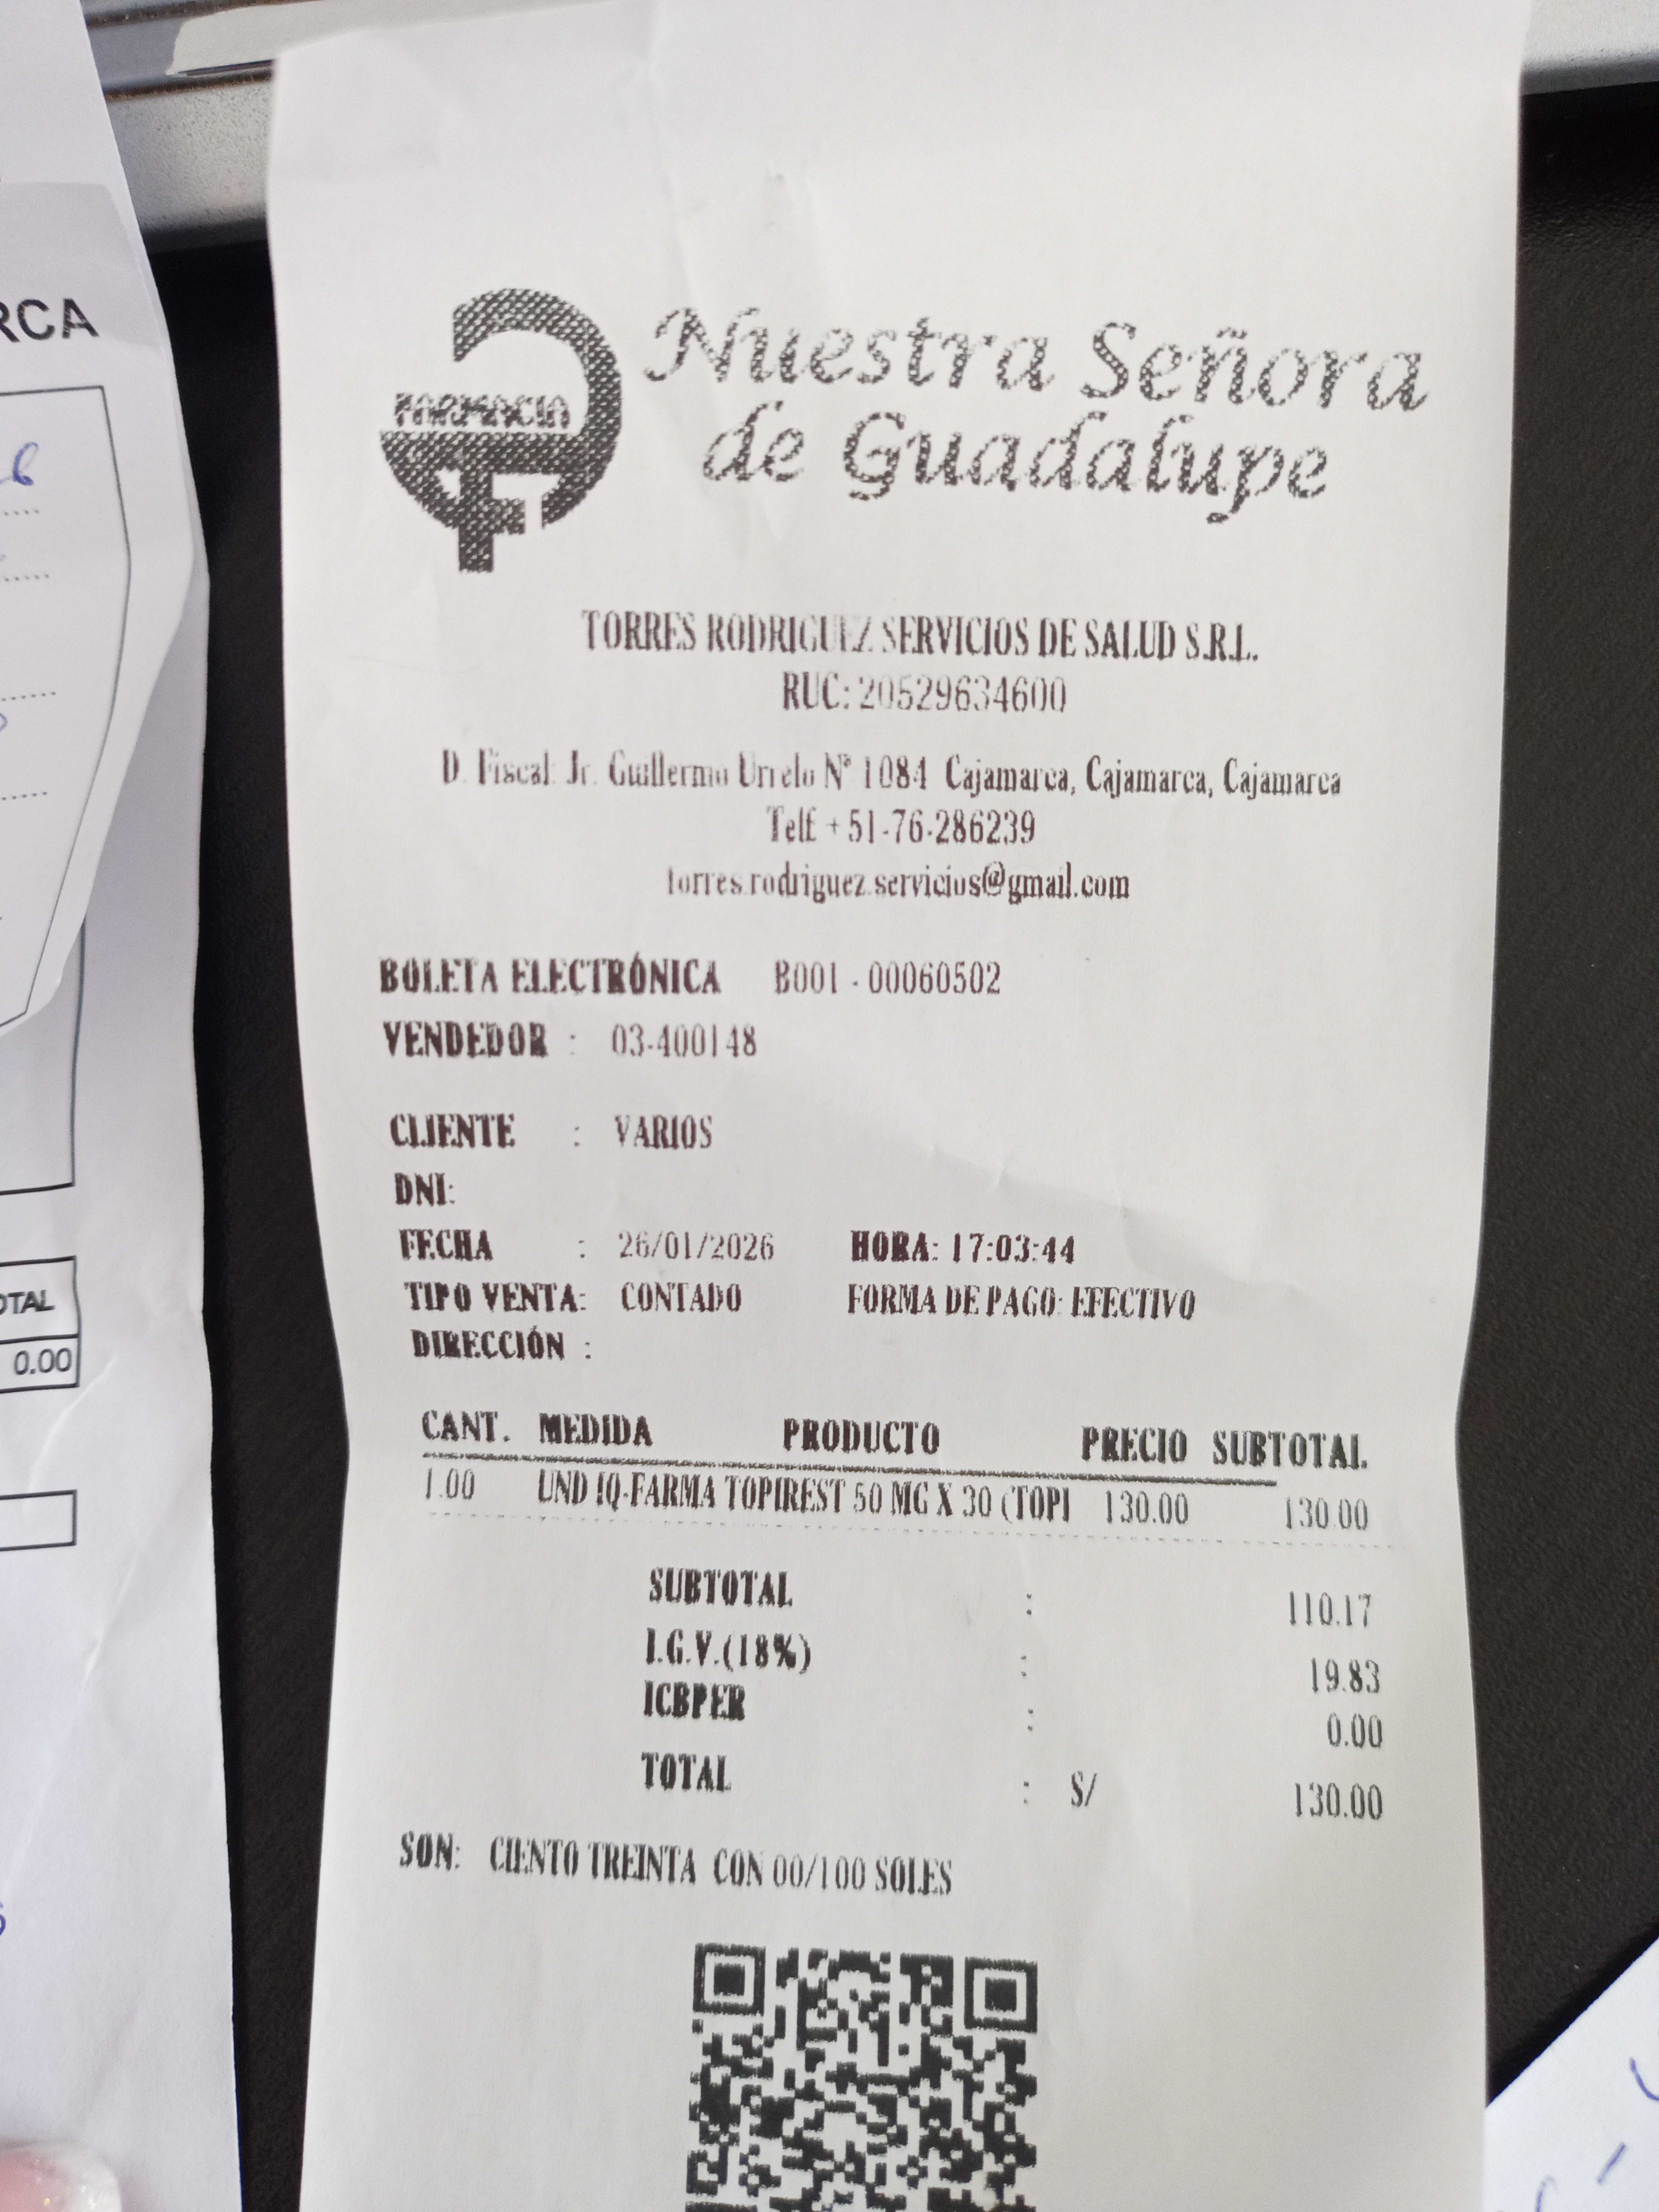 RCA
OTAL
0.00
FARMACIA
Nuestra Señora
de Guadalupe
TORRES RODRIGUEZ SERVICIOS DE SALUD S.R.L.
RUC: 20529634600
D. Fiscal: Jr. Guillermo Urrelo N° 1084 Cajamarca, Cajamarca, Cajamarca
Telf: +51-76-286239
torres.rodriguez.servicios@gmail.com
BOLETA ELECTRÓNICA B001 - 00060502
VENDEDOR : 03-400148
CLIENTE : VARIOS
DNI:
FECHA : 26/01/2026 HORA: 17:03:44
TIPO VENTA: CONTADO FORMA DE PAGO: EFECTIVO
DIRECCIÓN :
CANT. MEDIDA PRODUCTO PRECIO SUBTOTAL
1.00 UND IQ-FARMA TOPIREST 50 MG X 30 (TOPI 130.00 130.00
SUBTOTAL : 110.17
I.G.V.(18%) : 19.83
ICBPER : 0.00
TOTAL : S/ 130.00
SON: CIENTO TREINTA CON 00/100 SOLES